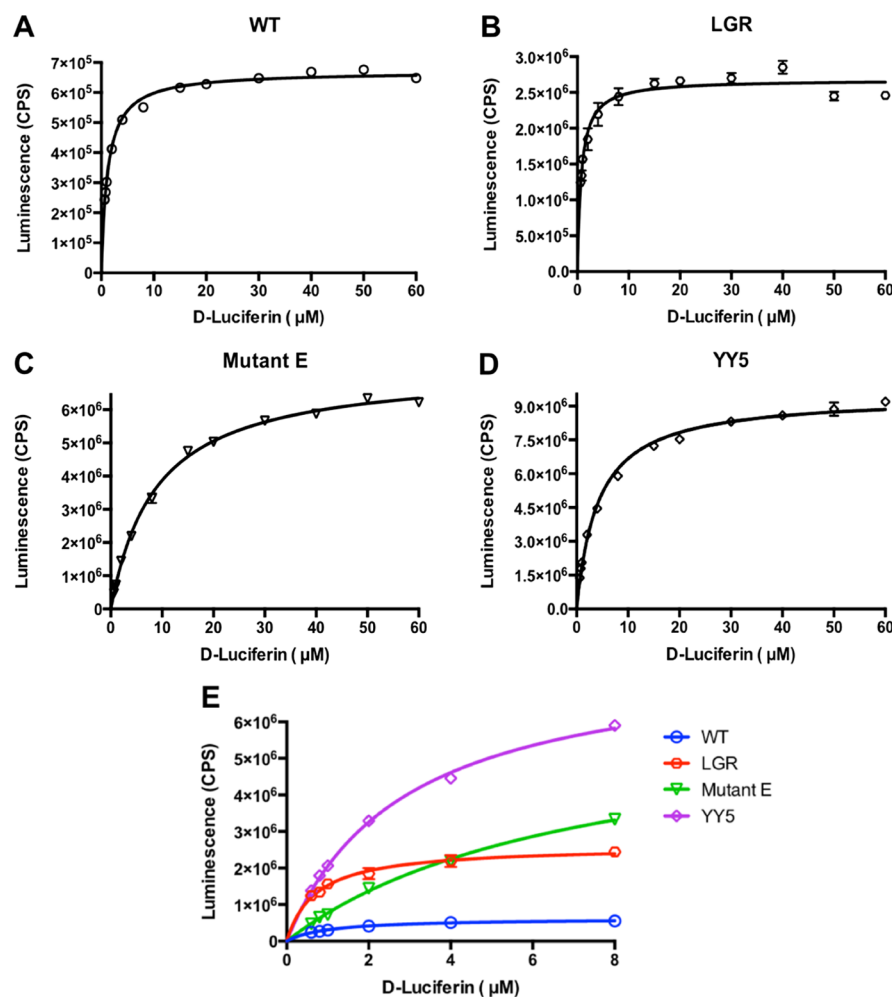 A
WT
Luminescence (CPS)
7×10⁵
6×10⁵
5×10⁵
4×10⁵
3×10⁵
2×10⁵
1×10⁵
0
0 10 20 30 40 50 60
D-Luciferin ( µM)
B
LGR
Luminescence (CPS)
3.0×10⁶
2.5×10⁶
2.0×10⁶
1.5×10⁶
1.0×10⁶
5.0×10⁵
0.0
0 10 20 30 40 50 60
D-Luciferin ( µM)
C
Mutant E
Luminescence (CPS)
6×10⁶
5×10⁶
4×10⁶
3×10⁶
2×10⁶
1×10⁶
0
0 10 20 30 40 50 60
D-Luciferin ( µM)
D
YY5
Luminescence (CPS)
9.0×10⁶
7.5×10⁶
6.0×10⁶
4.5×10⁶
3.0×10⁶
1.5×10⁶
0.0
0 10 20 30 40 50 60
D-Luciferin ( µM)
E
Luminescence (CPS)
6×10⁶
5×10⁶
4×10⁶
3×10⁶
2×10⁶
1×10⁶
0
0 2 4 6 8
D-Luciferin ( µM)
WT
LGR
Mutant E
YY5